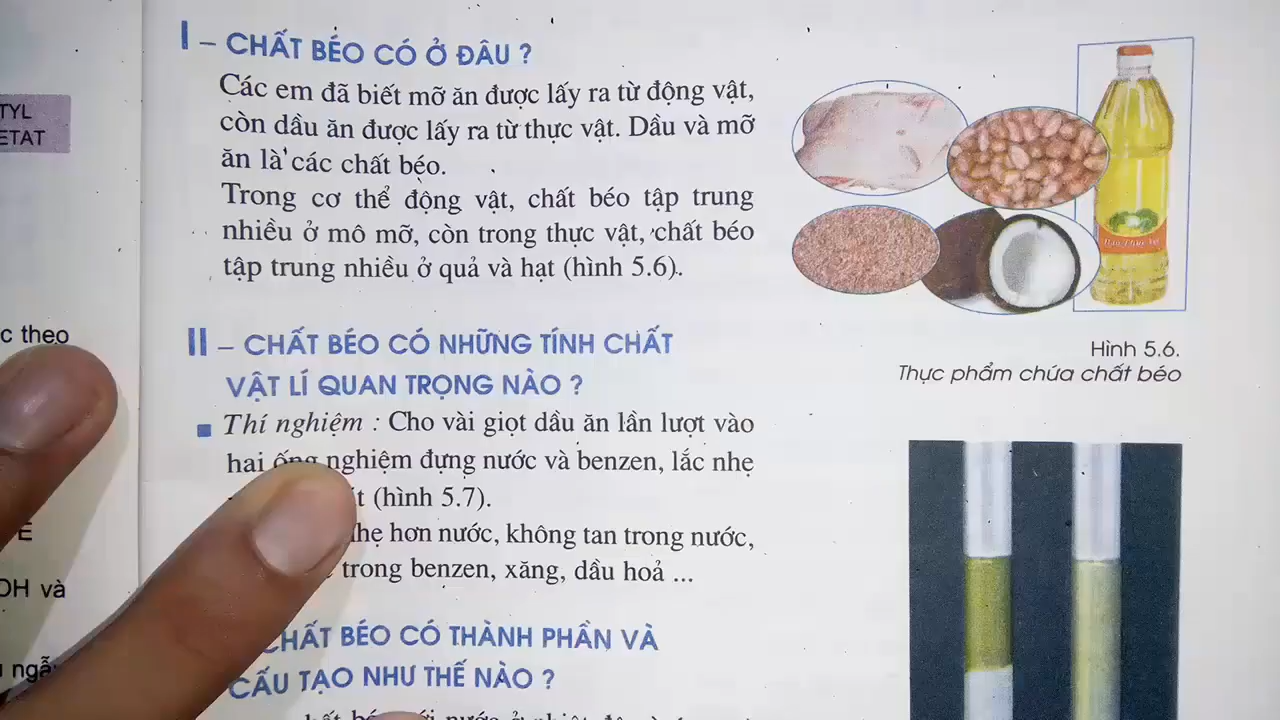 TYL
ETAT
c theo
E
OH và
I – CHẤT BÉO CÓ Ở ĐÂU ?
Các em đã biết mỡ ăn được lấy ra từ động vật,
còn dầu ăn được lấy ra từ thực vật. Dầu và mỡ
ăn là các chất béo.
Trong cơ thể động vật, chất béo tập trung
nhiều ở mô mỡ, còn trong thực vật, chất béo
tập trung nhiều ở quả và hạt (hình 5.6).
II – CHẤT BÉO CÓ NHỮNG TÍNH CHẤT
VẬT LÍ QUAN TRỌNG NÀO ?
Thí nghiệm : Cho vài giọt dầu ăn lần lượt vào
hai ống nghiệm đựng nước và benzen, lắc nhẹ
(hình 5.7).
hẹ hơn nước, không tan trong nước,
trong benzen, xăng, dầu hoả ...
CHẤT BÉO CÓ THÀNH PHẦN VÀ
CẤU TẠO NHƯ THẾ NÀO ?
Hình 5.6.
Thực phẩm chứa chất béo